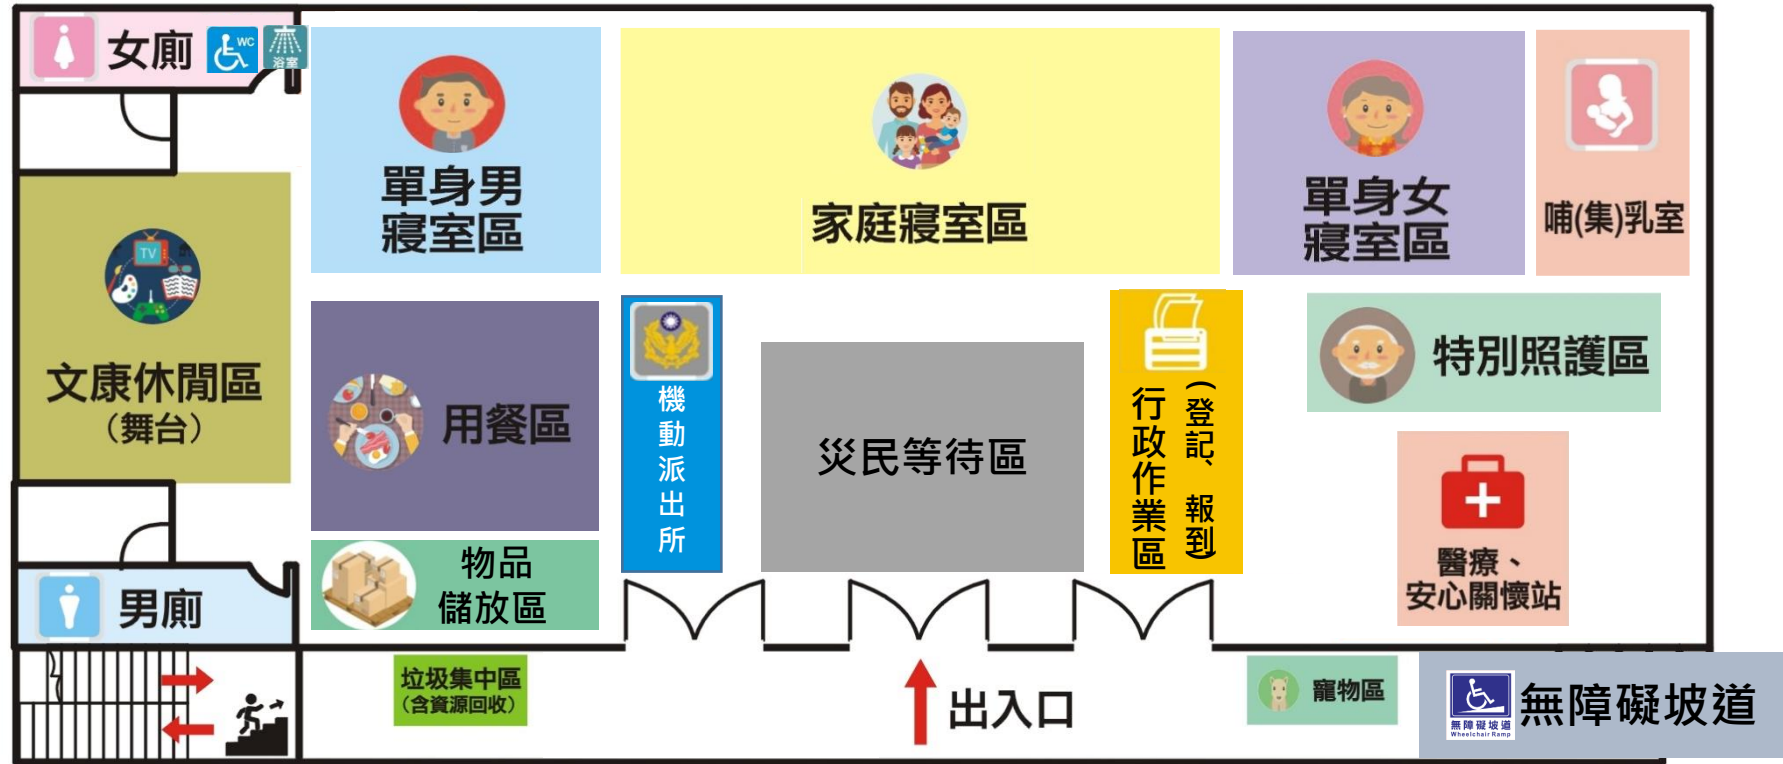 女廁
WC
浴室
單身男
寢室區
家庭寢室區
單身女
寢室區
哺(集)乳室
TV
文康休閒區
(舞台)
用餐區
機動派出所
災民等待區
行政作業區
(登記、報到)
特別照護區
醫療、
安心關懷站
物品
儲放區
男廁
垃圾集中區
(含資源回收)
出入口
寵物區
無障礙坡道
Wheelchair Ramp
無障礙坡道